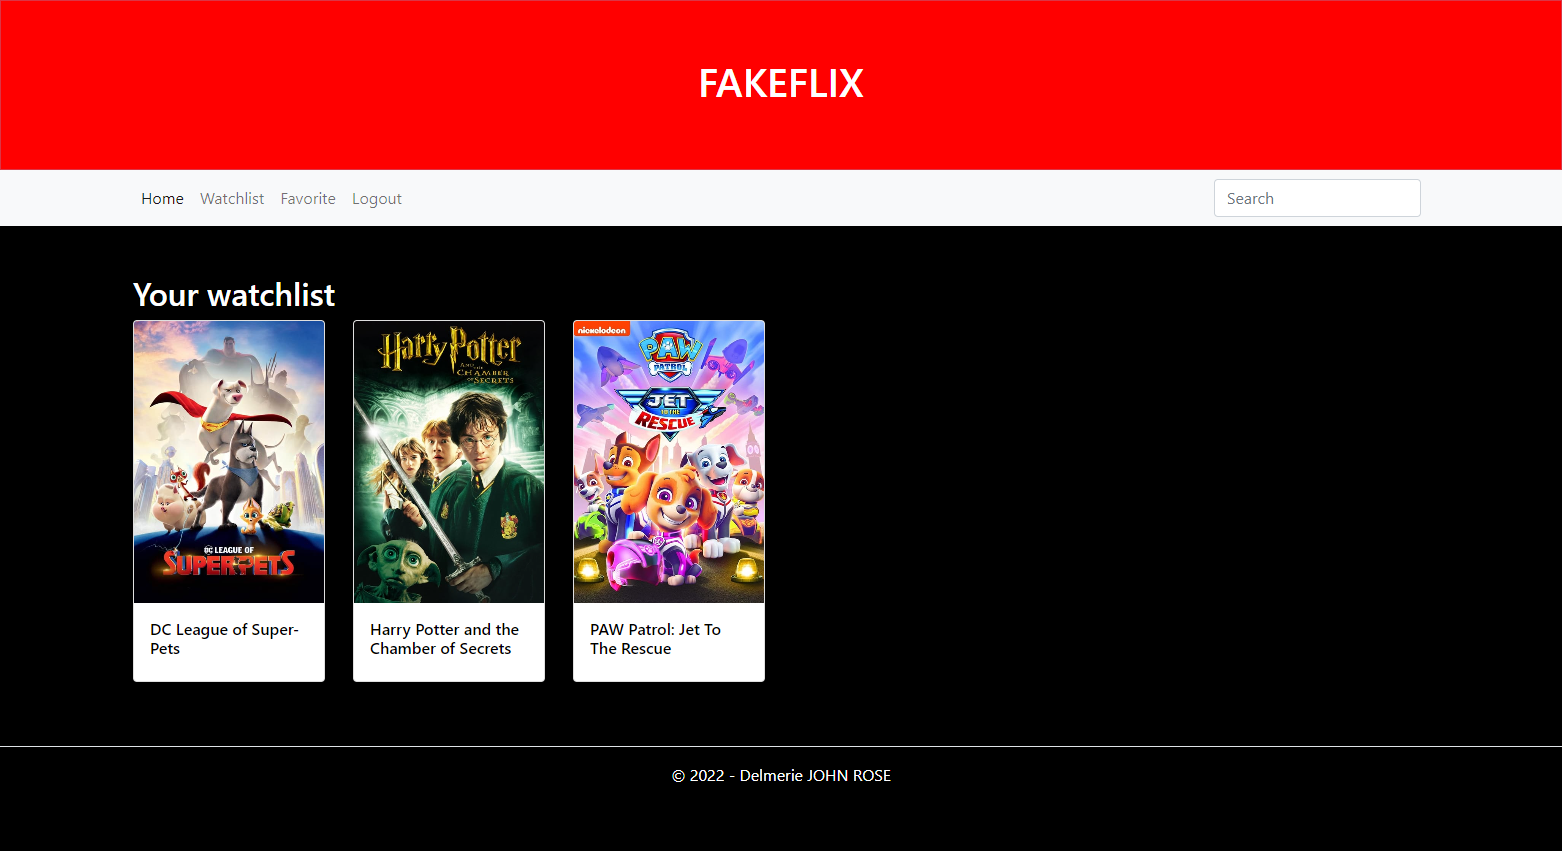 FAKEFLIX
Home Watchlist Favorite Logout Search
Your watchlist
Harry Potter
AND THE
CHAMBER
OF SECRETS
nickelodeon
PAW
PATROL
JET
TO THE
RESCUE
DC LEAGUE OF
SUPER-PETS
DC League of Super-
Pets
Harry Potter and the
Chamber of Secrets
PAW Patrol: Jet To
The Rescue
© 2022 - Delmerie JOHN ROSE